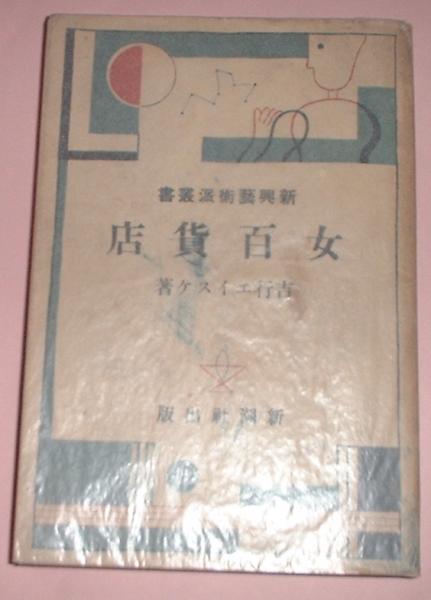 新興藝術派叢書
女百貨店
吉行エイスケ著
新潮社出版